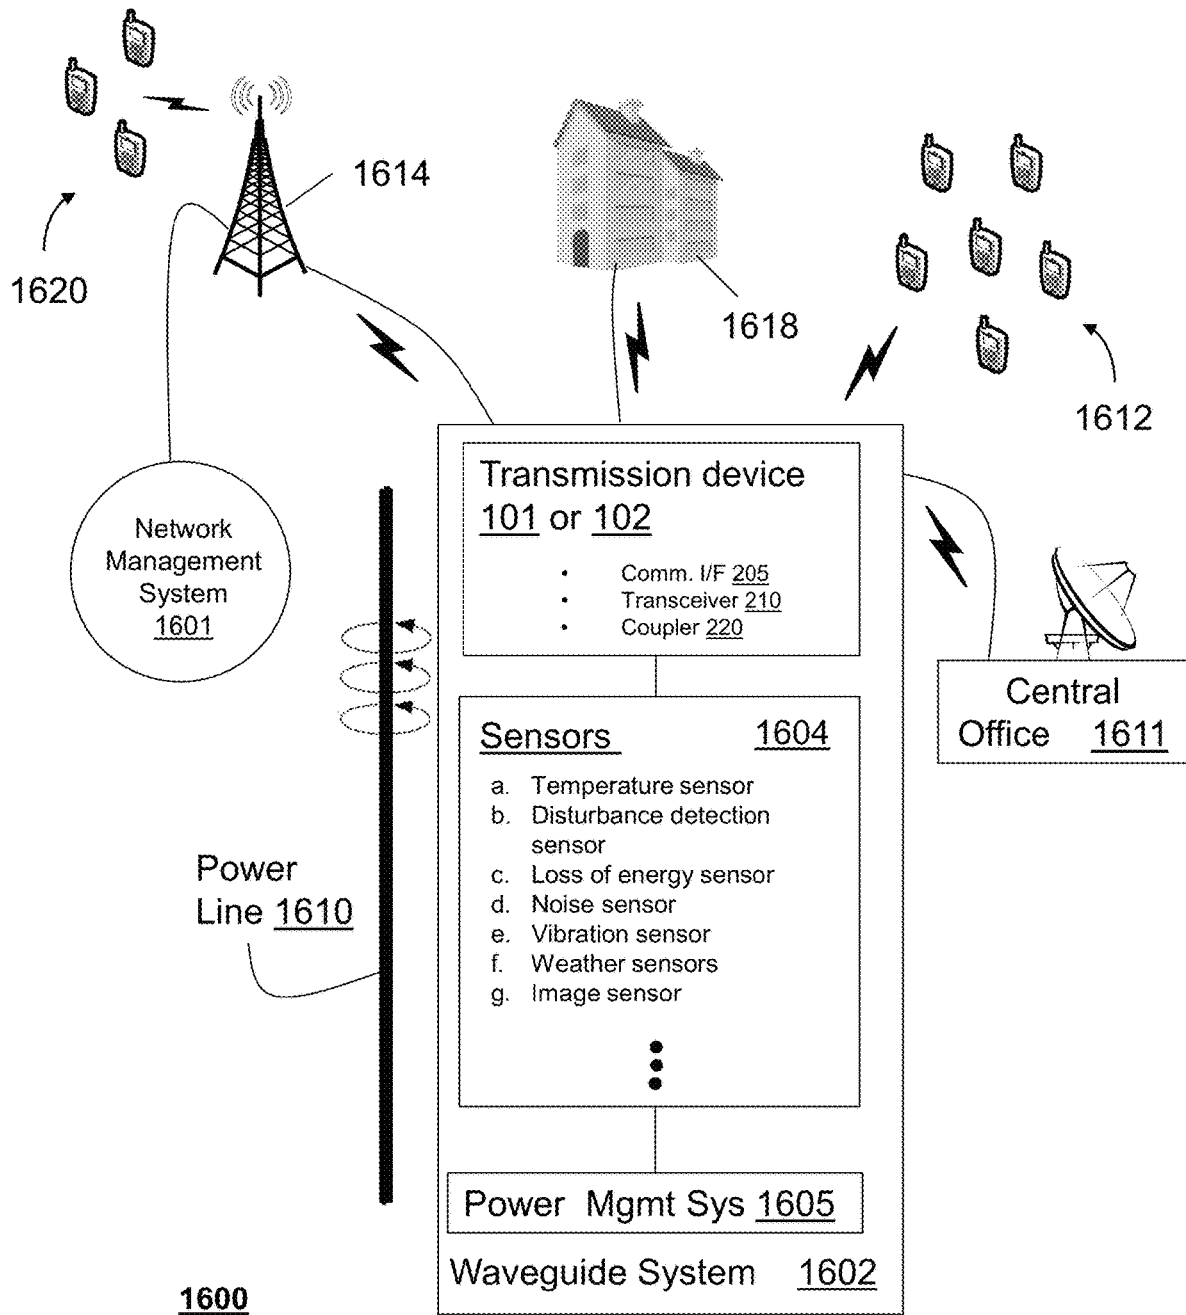 1614
1620
1618
1612
Network
Management
System
1601
Transmission device
101 or 102
• Comm. I/F 205
• Transceiver 210
• Coupler 220
Central
Office 1611
Sensors 1604
a. Temperature sensor
b. Disturbance detection
sensor
c. Loss of energy sensor
d. Noise sensor
e. Vibration sensor
f. Weather sensors
g. Image sensor
Power
Line 1610
Power Mgmt Sys 1605
Waveguide System 1602
1600